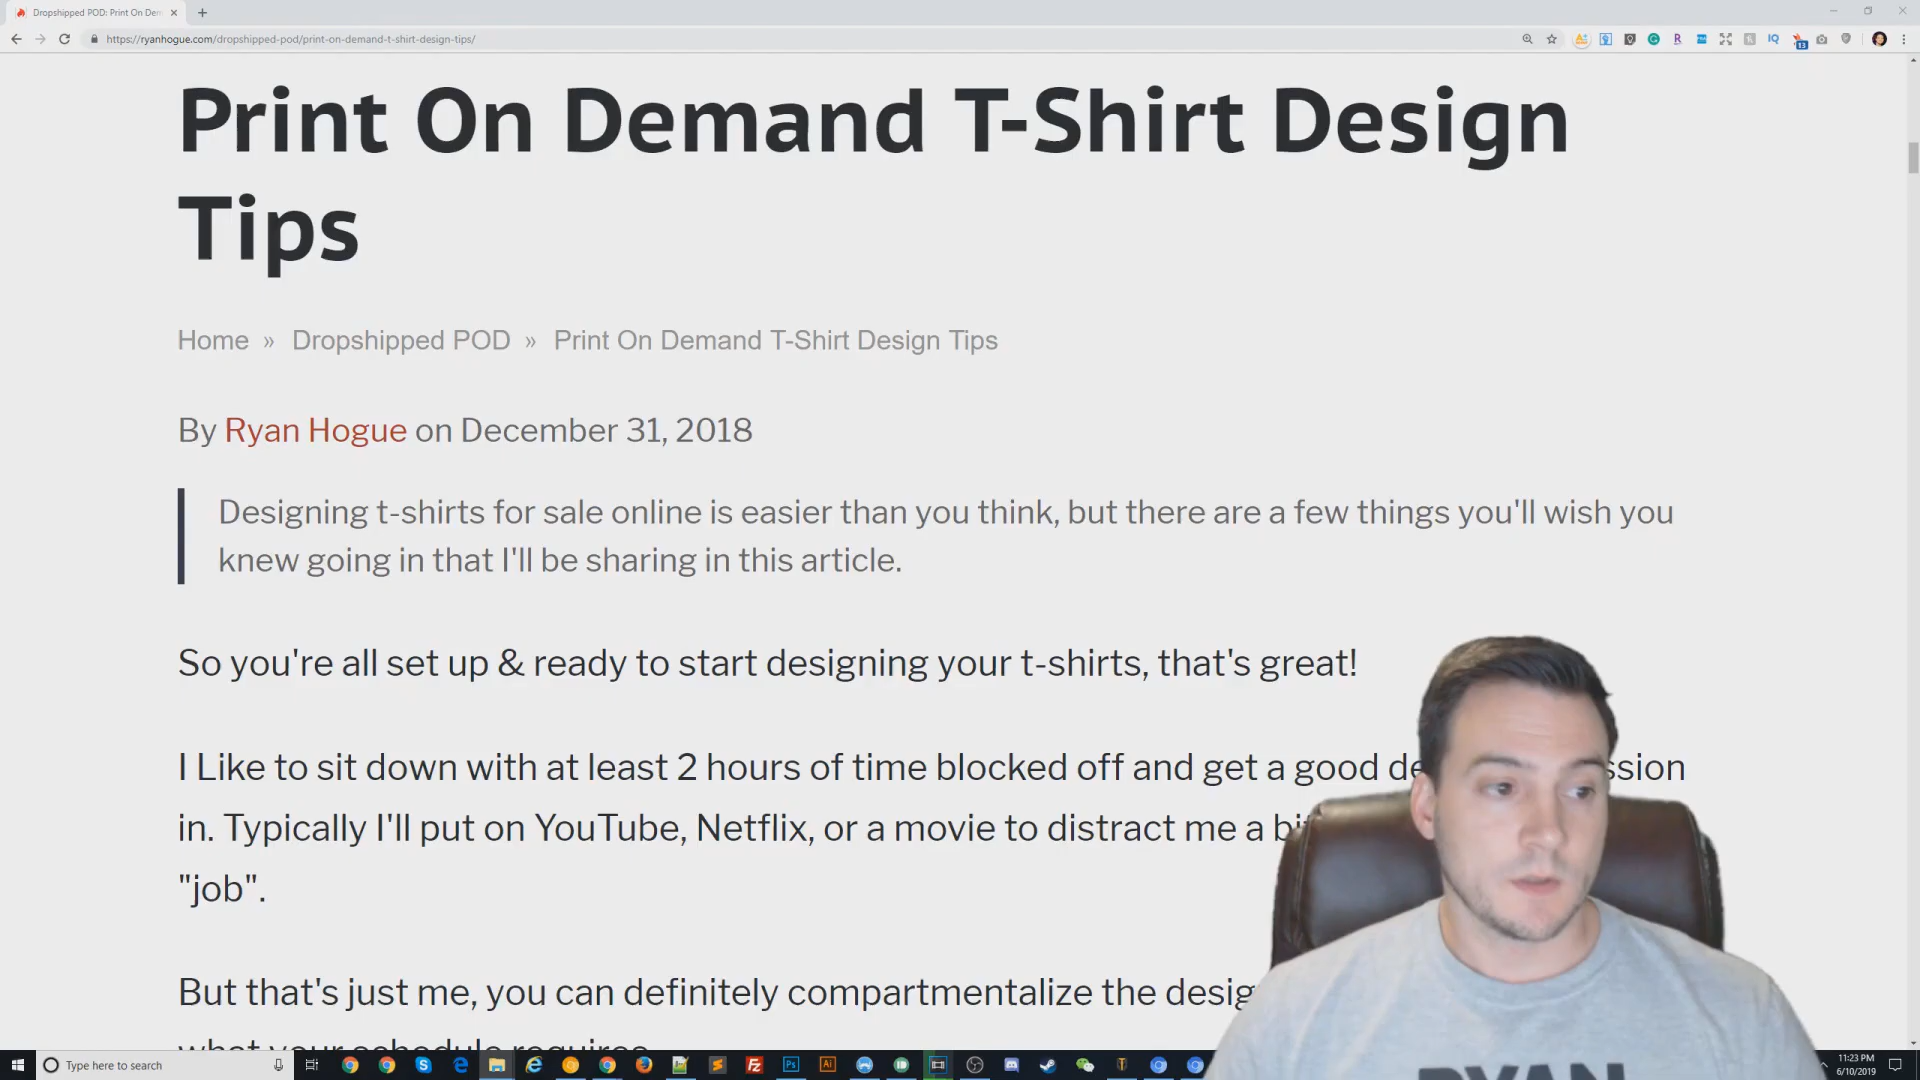 Dropshipped POD: Print On Dem
https://ryanhogue.com/dropshipped-pod/print-on-demand-t-shirt-design-tips/
Print On Demand T-Shirt Design
Tips
Home » Dropshipped POD » Print On Demand T-Shirt Design Tips
By Ryan Hogue on December 31, 2018
Designing t-shirts for sale online is easier than you think, but there are a few things you'll wish you
knew going in that I'll be sharing in this article.
So you're all set up & ready to start designing your t-shirts, that's great!
I Like to sit down with at least 2 hours of time blocked off and get a good de ssion
in. Typically I'll put on YouTube, Netflix, or a movie to distract me a bi
"job".
But that's just me, you can definitely compartmentalize the desig
what your schedule requires
Type here to search
11:23 PM
6/10/2019
RYAN